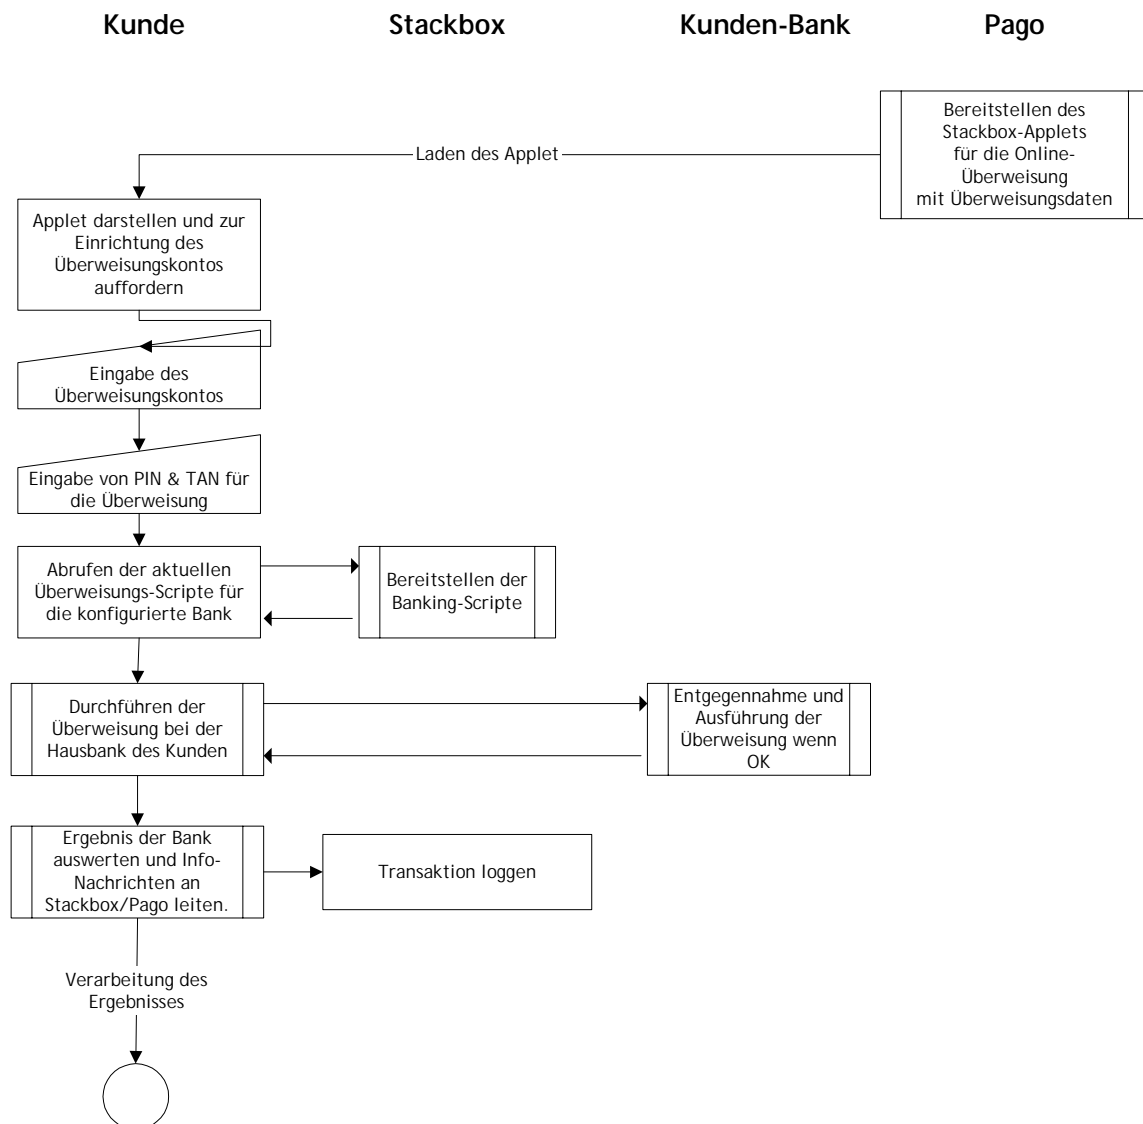 Kunde
Stackbox
Kunden-Bank
Pago
Bereitstellen des
Stackbox-Applets
für die Online-
Überweisung
mit Überweisungsdaten
Laden des Applet
Applet darstellen und zur
Einrichtung des
Überweisungskontos
auffordern
Eingabe des
Überweisungskontos
Eingabe von PIN & TAN für
die Überweisung
Abrufen der aktuellen
Überweisungs-Scripte für
die konfigurierte Bank
Bereitstellen der
Banking-Scripte
Durchführen der
Überweisung bei der
Hausbank des Kunden
Entgegennahme und
Ausführung der
Überweisung wenn
OK
Ergebnis der Bank
auswerten und Info-
Nachrichten an
Stackbox/Pago leiten.
Transaktion loggen
Verarbeitung des
Ergebnisses